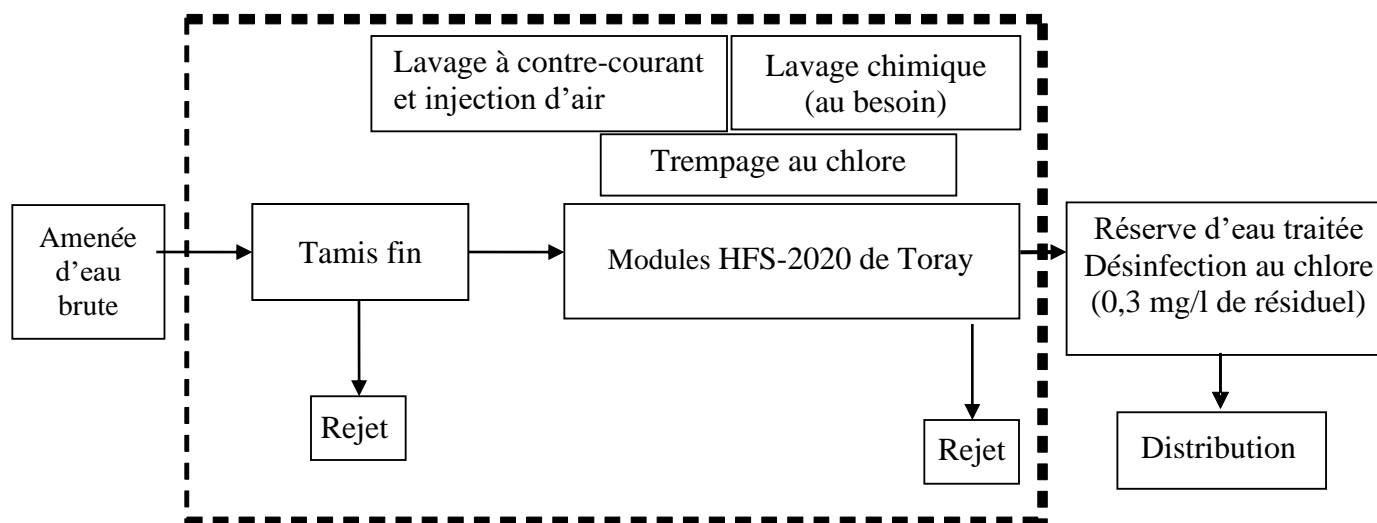 Lavage à contre-courant
et injection d'air
Lavage chimique
(au besoin)
Trempage au chlore
Amenée
d'eau
brute
Tamis fin
Modules HFS-2020 de Toray
Réserve d'eau traitée
Désinfection au chlore
(0,3 mg/l de résiduel)
Rejet
Rejet
Distribution